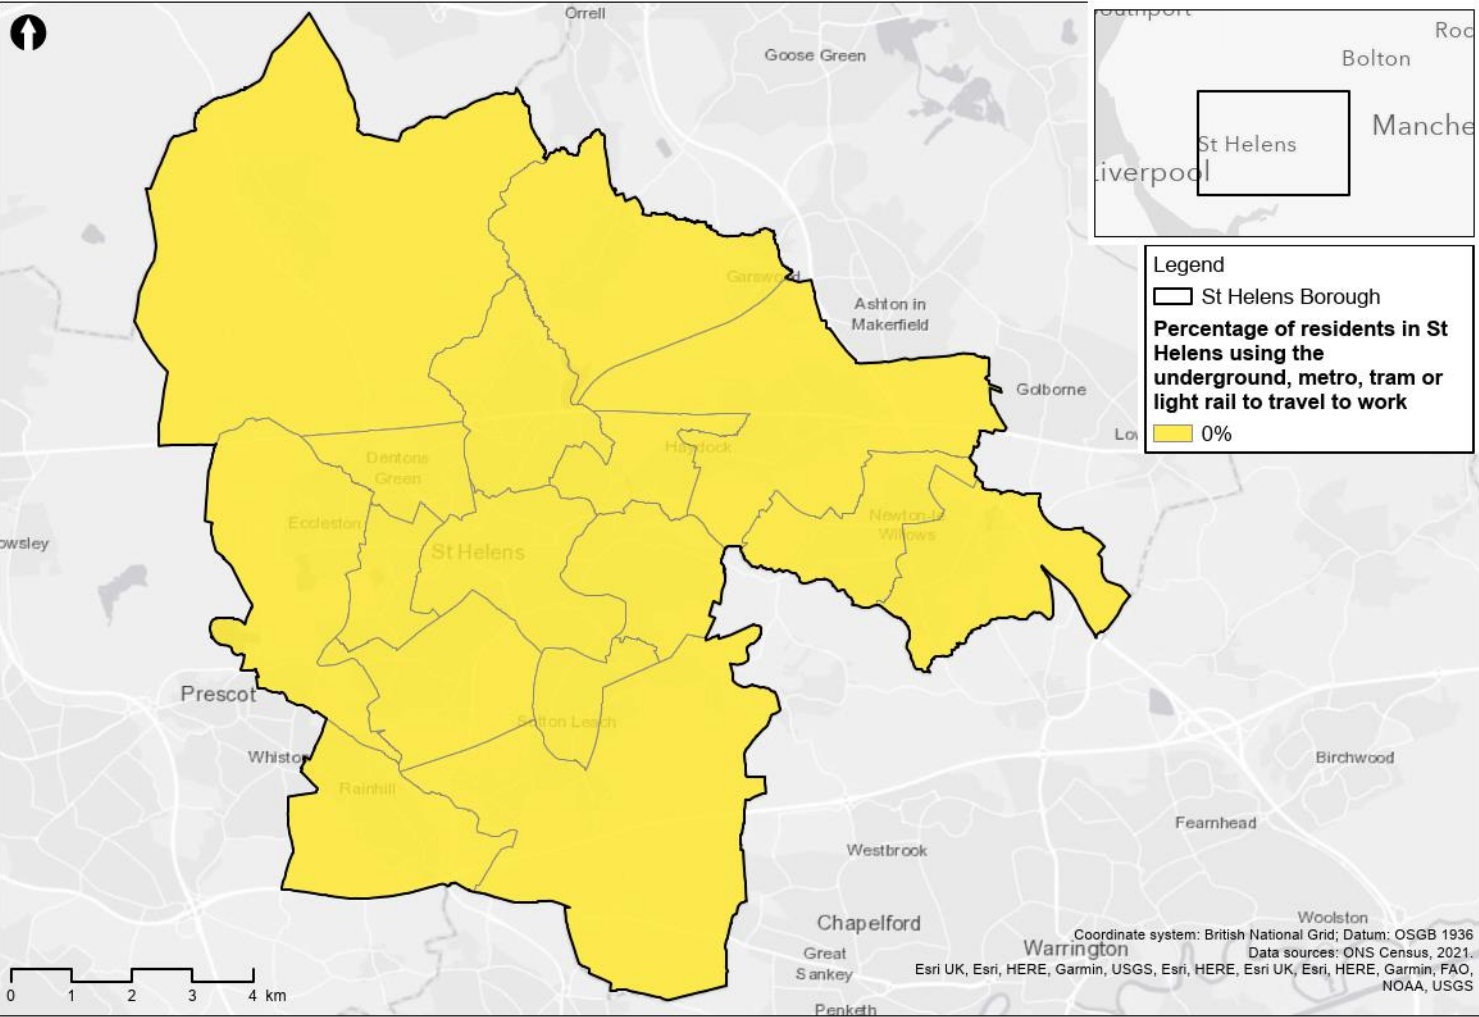 Orrell
Goose Green
Garswood
Ashton in
Makerfield
Golborne
Haydock
Dentons
Green
Eccleston
St Helens
Newton-le-
Willows
Prescot
Whiston
Rainhill
Sutton Leach
Birchwood
Fearnhead
Westbrook
Chapelford
Great
Sankey
Penketh
Warrington
Woolston
owsley
Lov
Bolton
Roc
Manche
St Helens
Liverpool
Legend
St Helens Borough
Percentage of residents in St
Helens using the
underground, metro, tram or
light rail to travel to work
0%
0 1 2 3 4 km
Coordinate system: British National Grid; Datum: OSGB 1936
Data sources: ONS Census, 2021.
Esri UK, Esri, HERE, Garmin, USGS, Esri, HERE, Esri UK, Esri, HERE, Garmin, FAO,
NOAA, USGS